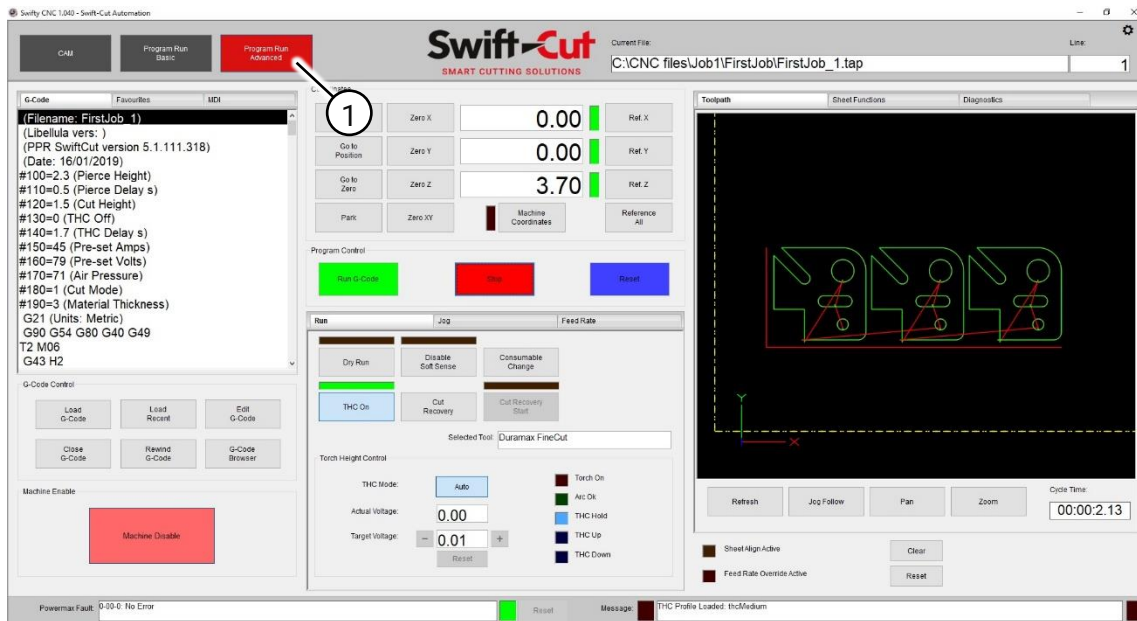 Swifty CNC 1.040 - Swift-Cut Automation
CAM
Program Run
Basic
Program Run
Advanced
Swift-Cut
SMART CUTTING SOLUTIONS
Current File:
C:\CNC files\Job1\FirstJob\FirstJob_1.tap
Line:
1
1
G-Code
Favourites
MDI
(Filename: FirstJob_1)
(Libellula vers: )
(PPR SwiftCut version 5.1.111.318)
(Date: 16/01/2019)
#100=2.3 (Pierce Height)
#110=0.5 (Pierce Delay s)
#120=1.5 (Cut Height)
#130=0 (THC Off)
#140=1.7 (THC Delay s)
#150=45 (Pre-set Amps)
#160=79 (Pre-set Volts)
#170=71 (Air Pressure)
#180=1 (Cut Mode)
#190=3 (Material Thickness)
G21 (Units: Metric)
G90 G54 G80 G40 G49
T2 M06
G43 H2
G-Code Control
Load
G-Code
Load
Recent
Edit
G-Code
Close
G-Code
Rewind
G-Code
G-Code
Browser
Machine Enable
Machine Disable
Zero X
0.00
Ref. X
Go to
Position
Zero Y
0.00
Ref. Y
Go to
Zero
Zero Z
3.70
Ref. Z
Park
Zero XY
Machine
Coordinates
Reference
All
Program Control
Run G-Code
Stop
Reset
Run
Jog
Feed Rate
Dry Run
Disable
Soft Sense
Consumable
Change
THC On
Cut
Recovery
Cut Recovery
Start
Selected Tool: Duramax FineCut
Torch Height Control
THC Mode:
Auto
Actual Voltage:
0.00
Target Voltage:
- 0.01 +
Reset
Torch On
Arc Ok
THC Hold
THC Up
THC Down
Toolpath
Sheet Functions
Diagnostics
Y
X
Refresh
Jog Follow
Pan
Zoom
Cycle Time:
00:00:2.13
Sheet Align Active
Clear
Feed Rate Override Active
Reset
Powermax Fault: 0-00-0: No Error
Reset
Message: THC Profile Loaded: thcMedium